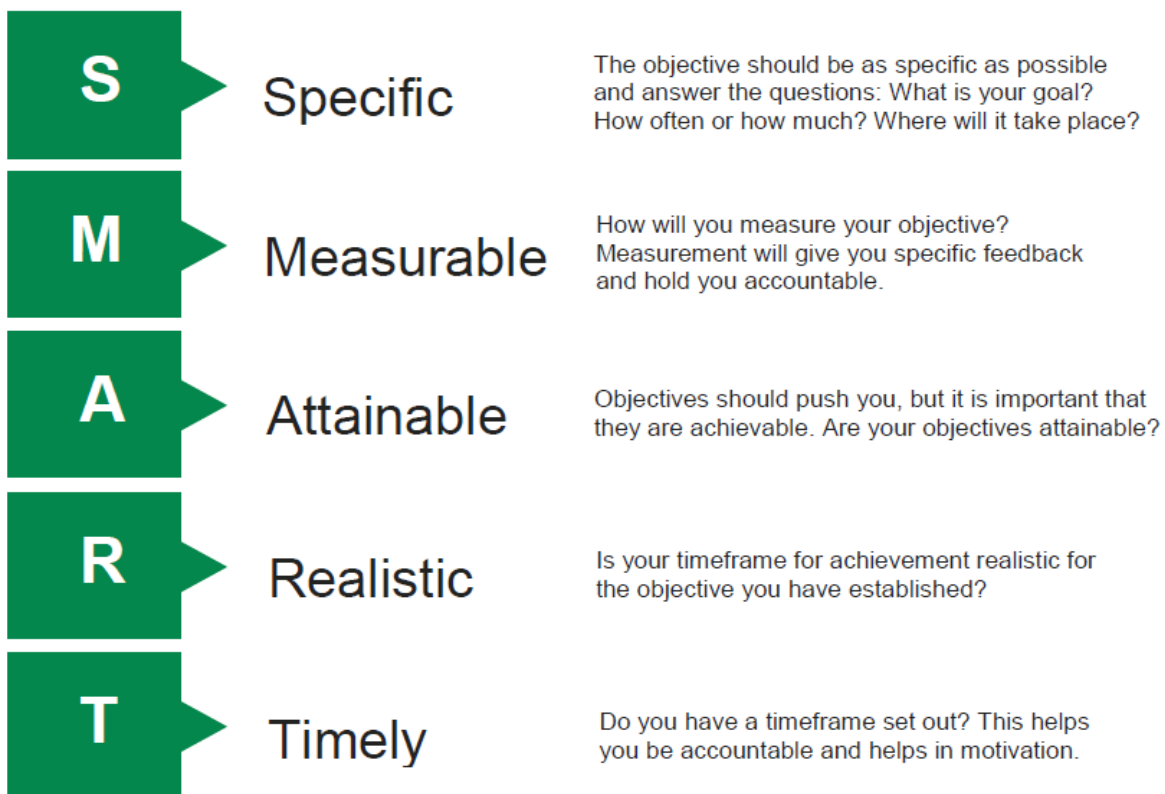 S
Specific
The objective should be as specific as possible
and answer the questions: What is your goal?
How often or how much? Where will it take place?
M
Measurable
How will you measure your objective?
Measurement will give you specific feedback
and hold you accountable.
A
Attainable
Objectives should push you, but it is important that
they are achievable. Are your objectives attainable?
R
Realistic
Is your timeframe for achievement realistic for
the objective you have established?
T
Timely
Do you have a timeframe set out? This helps
you be accountable and helps in motivation.